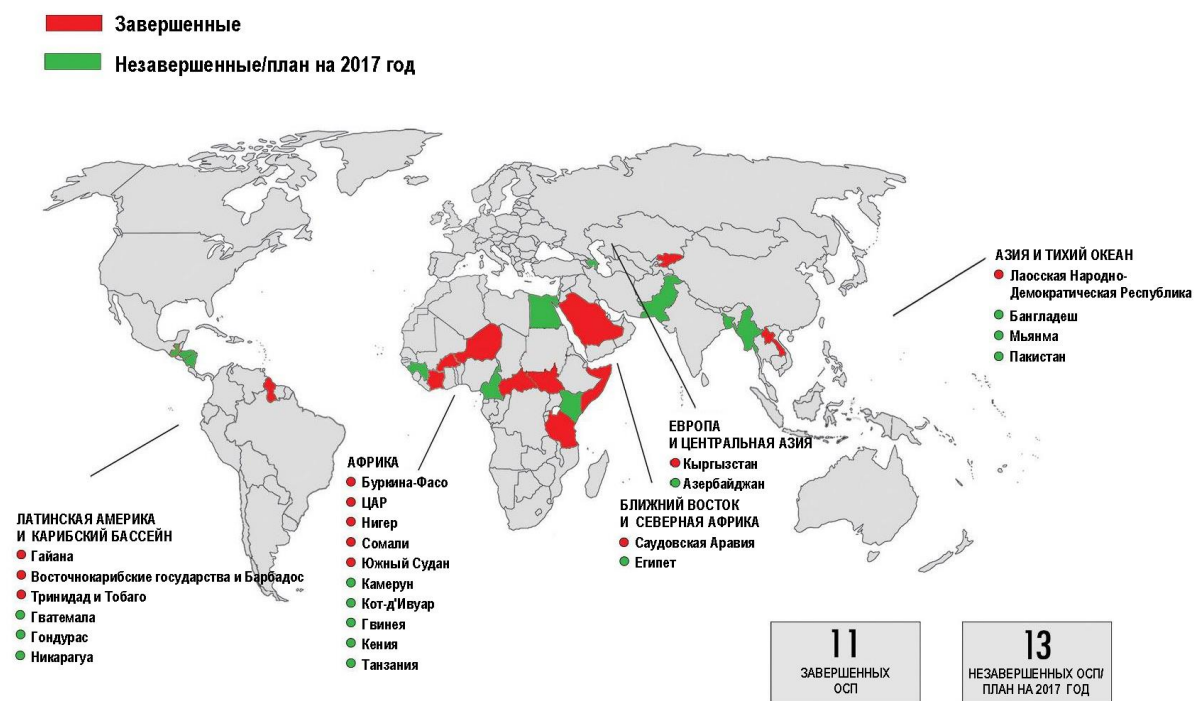 Завершенные
Незавершенные/план на 2017 год
АЗИЯ И ТИХИЙ ОКЕАН
Лаосская Народно-
Демократическая Республика
Бангладеш
Мьянма
Пакистан
ЕВРОПА
И ЦЕНТРАЛЬНАЯ АЗИЯ
Кыргызстан
Азербайджан
БЛИЖНИЙ ВОСТОК
И СЕВЕРНАЯ АФРИКА
Саудовская Аравия
Египет
АФРИКА
Буркина-Фасо
ЦАР
Нигер
Сомали
Южный Судан
Камерун
Кот-д'Ивуар
Гвинея
Кения
Танзания
ЛАТИНСКАЯ АМЕРИКА
И КАРИБСКИЙ БАССЕЙН
Гайана
Восточнокарибские государства и Барбадос
Тринидад и Тобаго
Гватемала
Гондурас
Никарагуа
11
ЗАВЕРШЕННЫХ
ОСП
13
НЕЗАВЕРШЕННЫХ ОСП/
ПЛАН НА 2017 ГОД